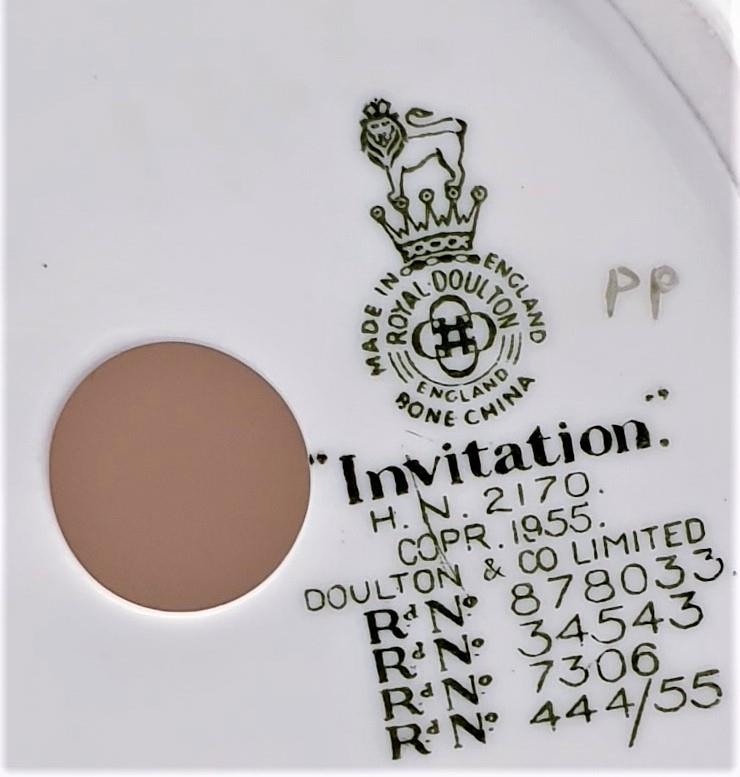 MADE IN ENGLAND
ROYAL·DOULTON
ENGLAND
BONE CHINA
PP
"Invitation."
H.N. 2170.
COPR. 1955.
DOULTON & CO LIMITED
Rd No. 878033
Rd No. 34543
Rd No. 7306
Rd No. 444/55